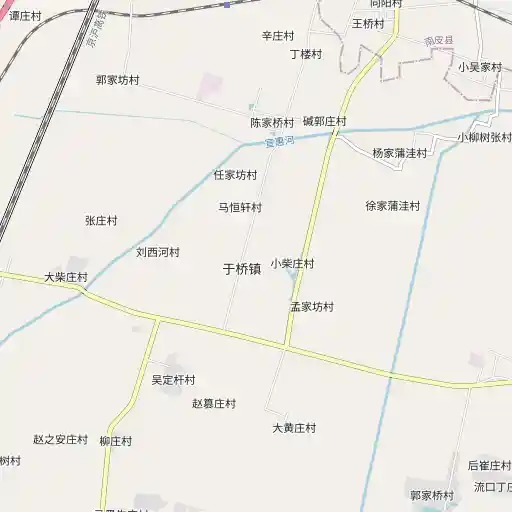 谭庄村
向阳村
王桥村
京沪高铁
辛庄村
南皮县
丁楼村
小吴家村
郭家坊村
陈家桥村
碱郭庄村
宣惠河
小柳树张村
杨家蒲洼村
任家坊村
马恒轩村
徐家蒲洼村
张庄村
刘西河村
于桥镇
小柴庄村
大柴庄村
孟家坊村
吴定杆村
赵篡庄村
大黄庄村
赵之安庄村
柳庄村
树村
后崔庄村
流口丁庄
郭家桥村